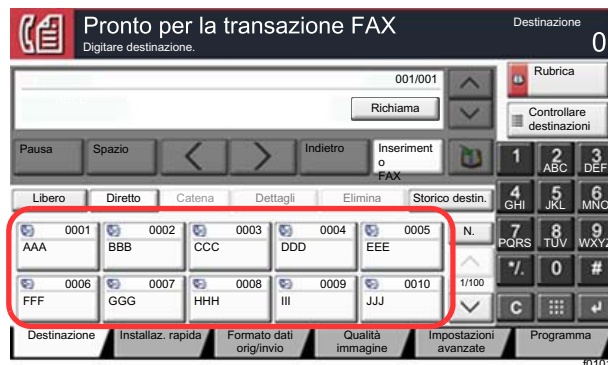 Pronto per la transazione FAX
Digitare destinazione.
Destinazione
0
001/001
Richiama
Rubrica
Controllare
destinazioni
Pausa
Spazio
Indietro
Inseriment
o
FAX
1
2
ABC
3
DEF
Libero
Diretto
Catena
Dettagli
Elimina
Storico destin.
4
GHI
5
JKL
6
MNO
0001
AAA
0002
BBB
0003
CCC
0004
DDD
0005
EEE
N.
7
PQRS
8
TUV
9
WXYZ
0006
FFF
0007
GGG
0008
HHH
0009
III
0010
JJJ
1/100
*/.
0
#
C
Destinazione
Installaz. rapida
Formato dati
orig/invio
Qualità
immagine
Impostazioni
avanzate
Programma